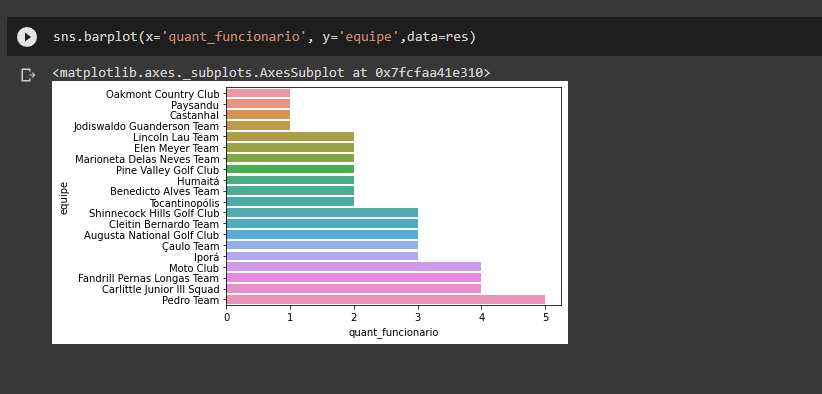 sns.barplot(x='quant_funcionario', y='equipe',data=res)
<matplotlib.axes._subplots.AxesSubplot at 0x7fcfaa41e310>
Oakmont Country Club
Paysandu
Castanhal
Jodiswaldo Guanderson Team
Lincoln Lau Team
Elen Meyer Team
Marioneta Delas Neves Team
Pine Valley Golf Club
Humaitá
Benedicto Alves Team
Tocantinopólis
Shinnecock Hills Golf Club
Cleitin Bernardo Team
Augusta National Golf Club
Çaulo Team
Iporá
Moto Club
Fandrill Pernas Longas Team
Carlittle Junior III Squad
Pedro Team
equipe
0 1 2 3 4 5
quant_funcionario